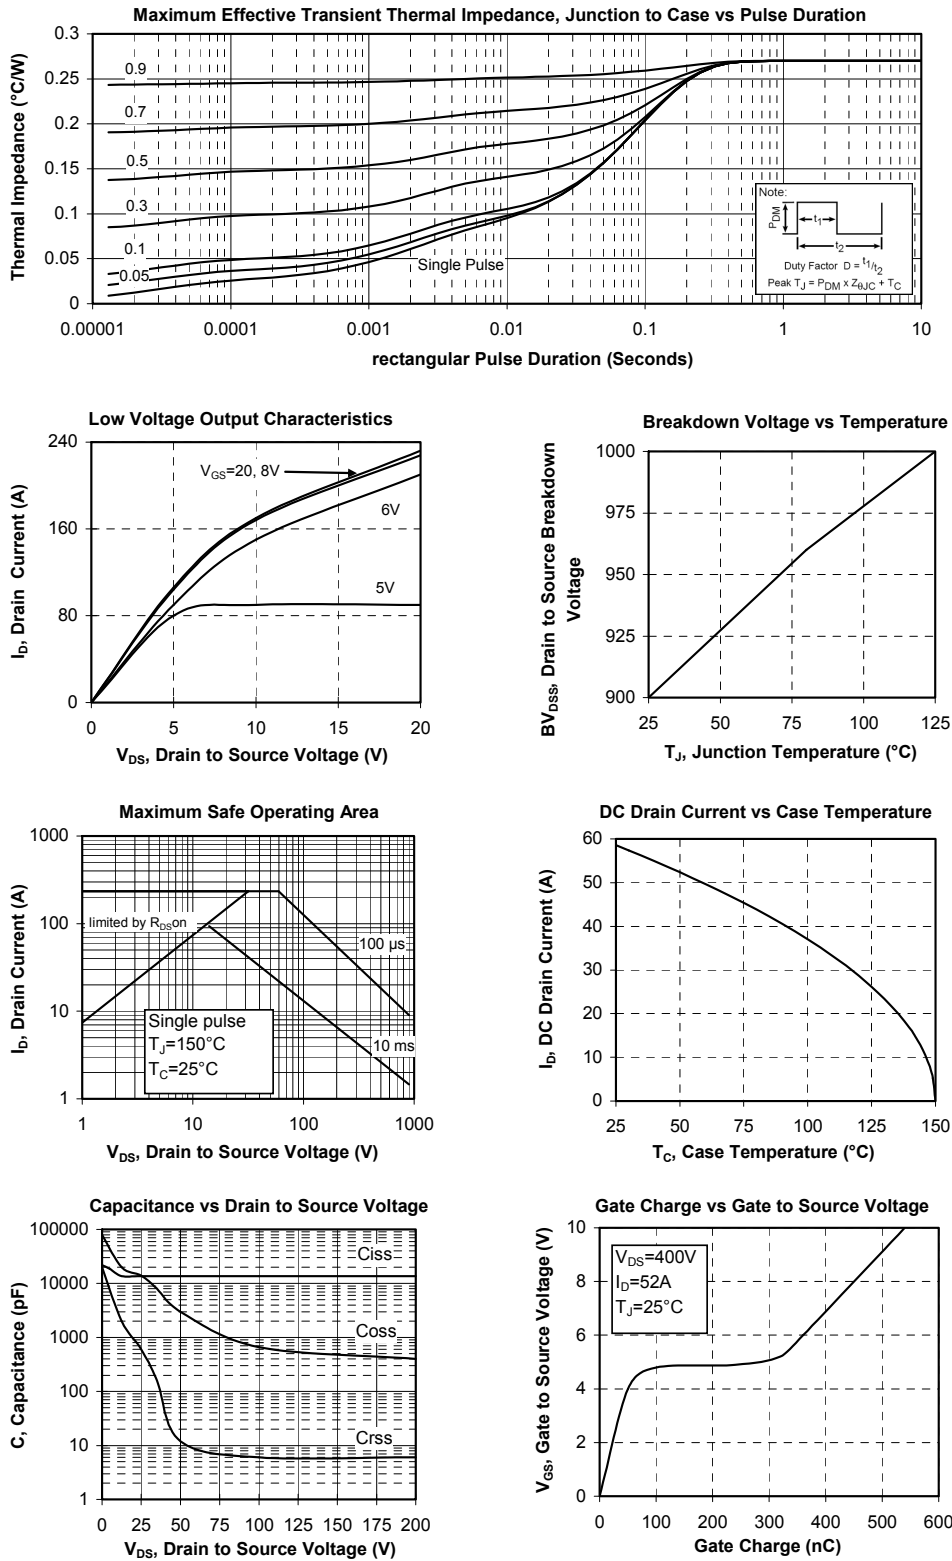 Maximum Effective Transient Thermal Impedance, Junction to Case vs Pulse Duration
Thermal Impedance (°C/W)
0.3
0.25
0.2
0.15
0.1
0.05
0
0.9
0.7
0.5
0.3
0.1
0.05
Single Pulse
Note:
PDM
t1
t2
Duty Factor D = t1/t2
Peak TJ = PDM x ZθJC + TC
0.00001 0.0001 0.001 0.01 0.1 1 10
rectangular Pulse Duration (Seconds)
Low Voltage Output Characteristics
ID, Drain Current (A)
240
160
80
0
VGS=20, 8V
6V
5V
0 5 10 15 20
VDS, Drain to Source Voltage (V)
Breakdown Voltage vs Temperature
BVDSS, Drain to Source Breakdown
Voltage
1000
975
950
925
900
25 50 75 100 125
TJ, Junction Temperature (°C)
Maximum Safe Operating Area
ID, Drain Current (A)
1000
100
10
1
limited by RDSon
100 µs
10 ms
Single pulse
TJ=150°C
TC=25°C
1 10 100 1000
VDS, Drain to Source Voltage (V)
DC Drain Current vs Case Temperature
ID, DC Drain Current (A)
60
50
40
30
20
10
0
25 50 75 100 125 150
TC, Case Temperature (°C)
Capacitance vs Drain to Source Voltage
C, Capacitance (pF)
100000
10000
1000
100
10
1
Ciss
Coss
Crss
0 25 50 75 100 125 150 175 200
VDS, Drain to Source Voltage (V)
Gate Charge vs Gate to Source Voltage
VGS, Gate to Source Voltage (V)
10
8
6
4
2
0
VDS=400V
ID=52A
TJ=25°C
0 100 200 300 400 500 600
Gate Charge (nC)